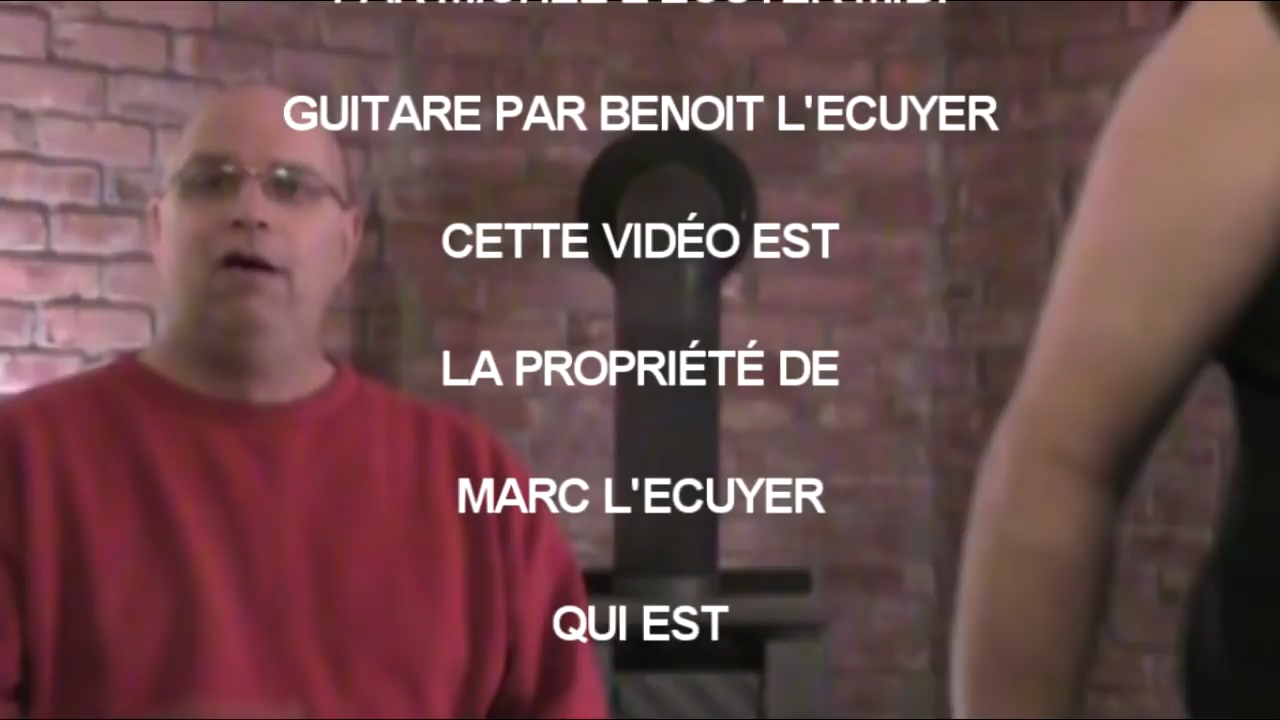 GUITARE PAR BENOIT L'ECUYER
CETTE VIDÉO EST
LA PROPRIÉTÉ DE
MARC L'ECUYER
QUI EST